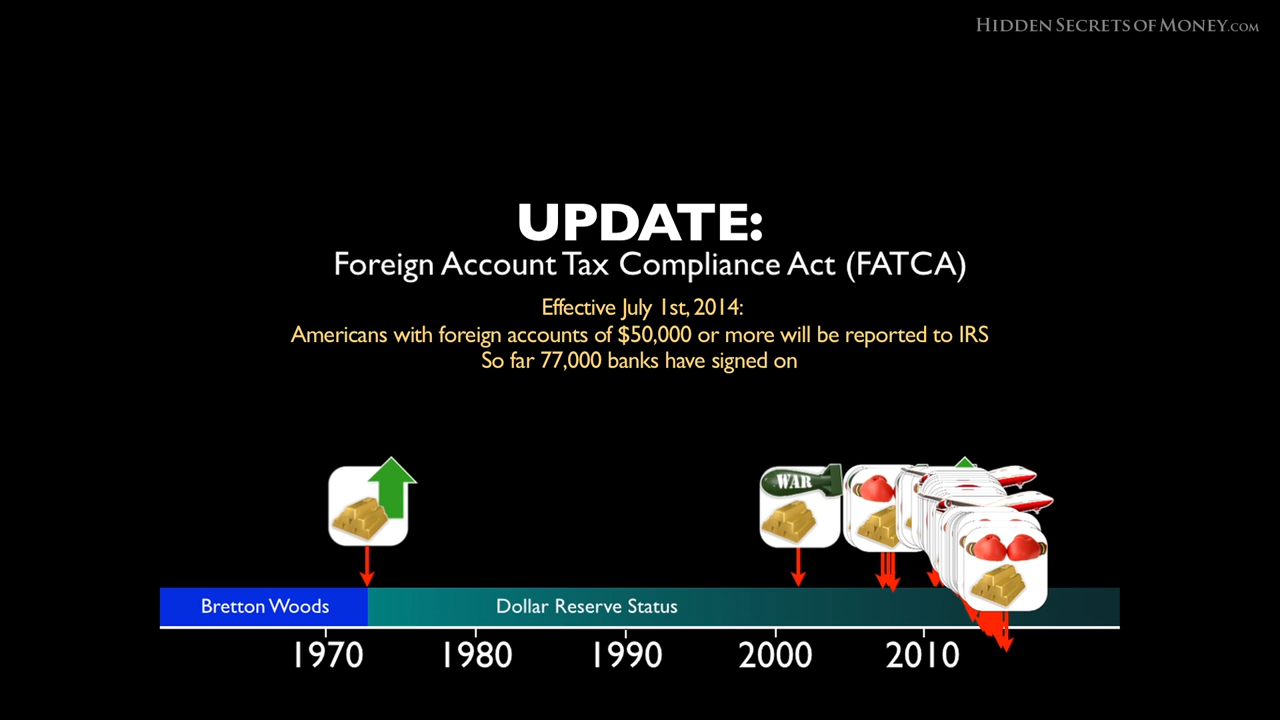 HIDDEN SECRETS OF MONEY.COM
UPDATE:
Foreign Account Tax Compliance Act (FATCA)
Effective July 1st, 2014:
Americans with foreign accounts of $50,000 or more will be reported to IRS
So far 77,000 banks have signed on
WAR
Bretton Woods
Dollar Reserve Status
1970
1980
1990
2000
2010